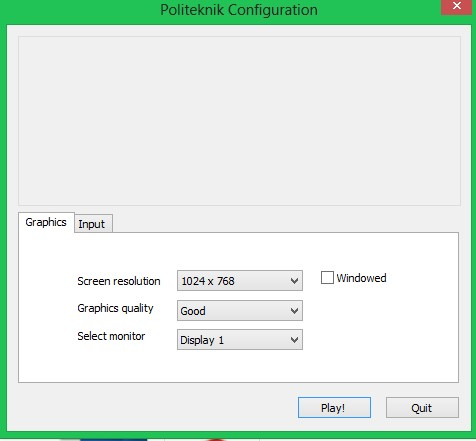 Politeknik Configuration
Graphics
Input
Screen resolution 1024 x 768 Windowed
Graphics quality Good
Select monitor Display 1
Play! Quit